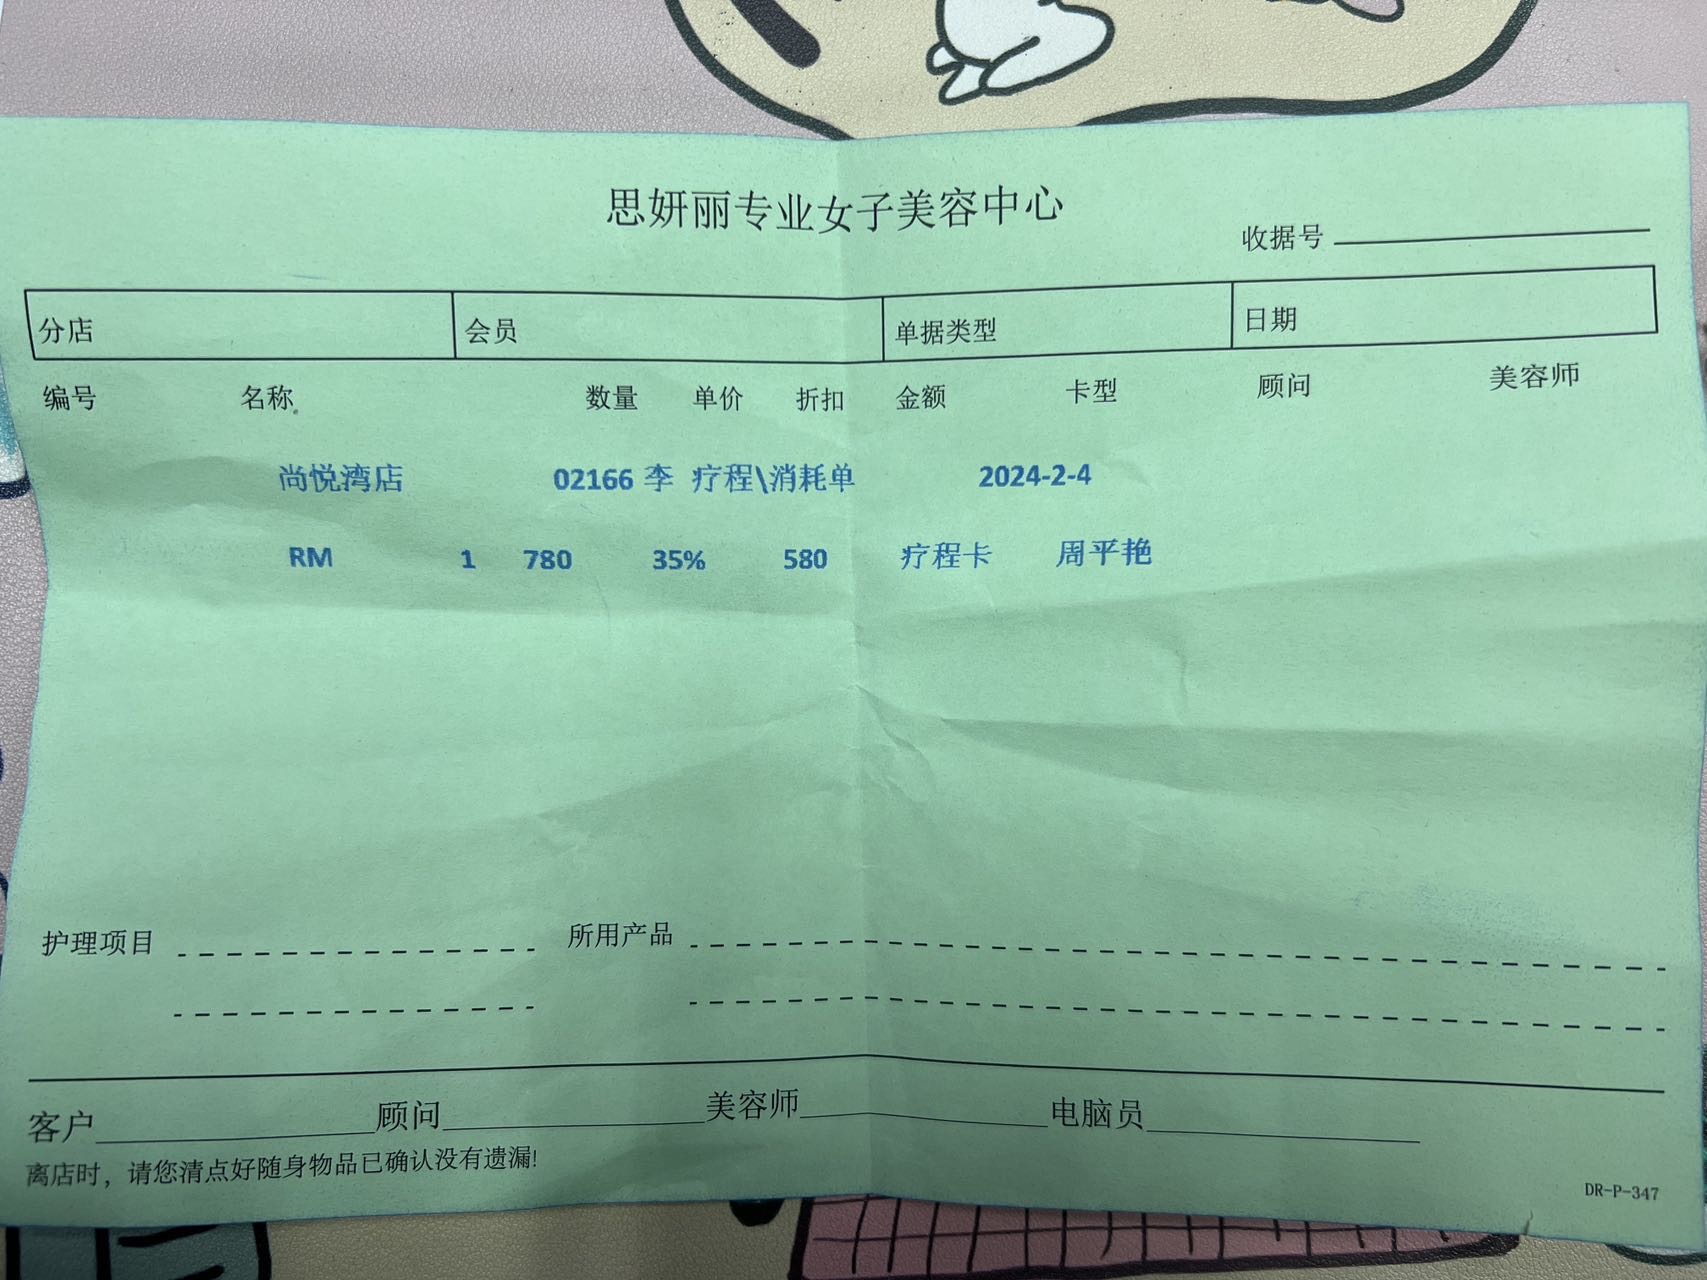 思妍丽专业女子美容中心
收据号
分店 会员 单据类型 日期
编号 名称 数量 单价 折扣 金额 卡型 顾问 美容师
尚悦湾店 02166 李 疗程\消耗单 2024-2-4
RM 1 780 35% 580 疗程卡 周平艳
护理项目 所用产品
客户 顾问 美容师 电脑员
离店时，请您清点好随身物品已确认没有遗漏!
DR-P-347